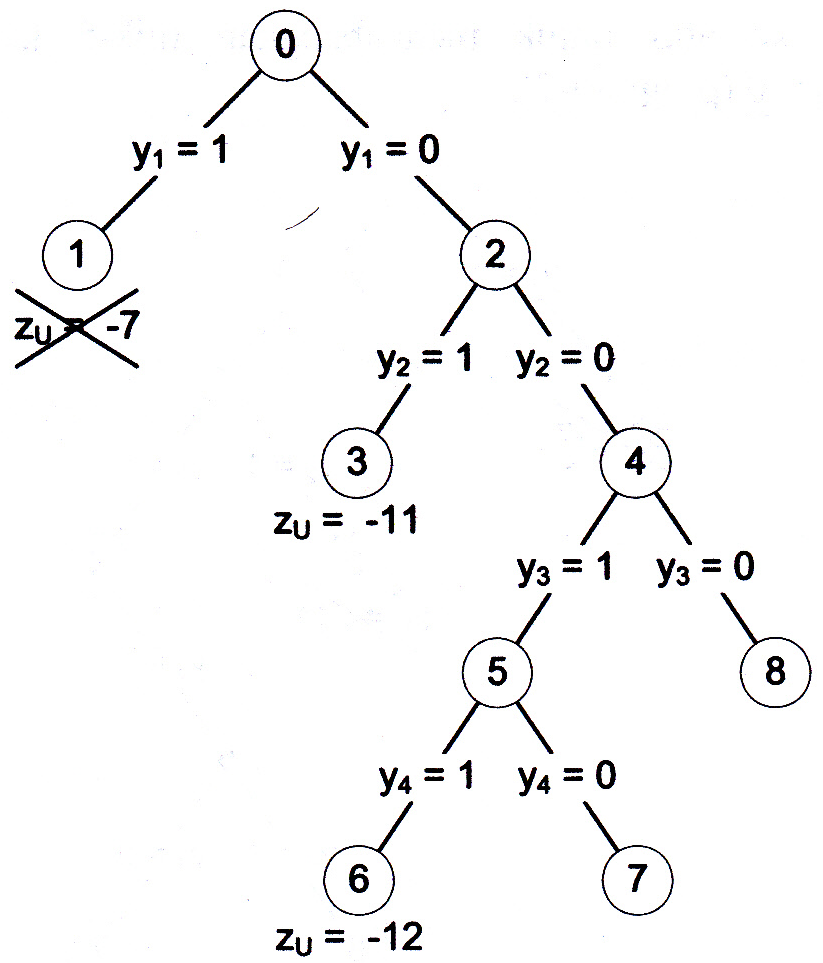 0
y₁ = 1 y₁ = 0
1 2
z_U = -7
y₂ = 1 y₂ = 0
3 4
z_U = -11
y₃ = 1 y₃ = 0
5 8
y₄ = 1 y₄ = 0
6 7
z_U = -12